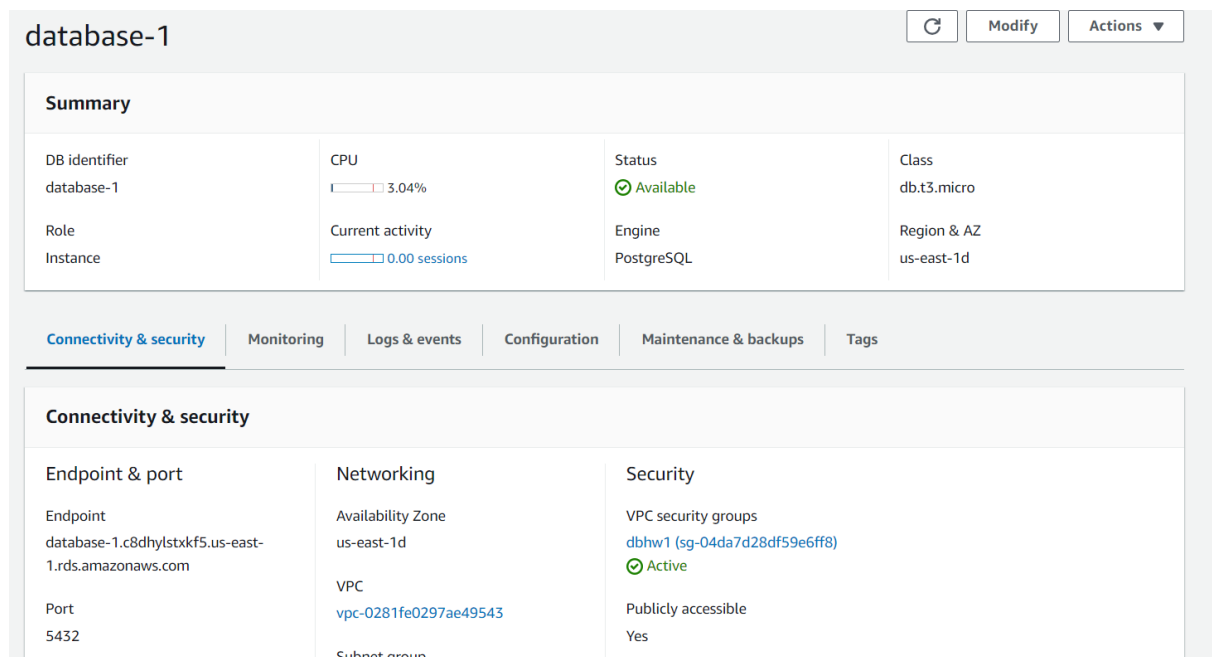 database-1
Modify
Actions
Summary
DB identifier
database-1
CPU
3.04%
Status
Available
Class
db.t3.micro
Role
Instance
Current activity
0.00 sessions
Engine
PostgreSQL
Region & AZ
us-east-1d
Connectivity & security
Monitoring
Logs & events
Configuration
Maintenance & backups
Tags
Connectivity & security
Endpoint & port
Endpoint
database-1.c8dhylstxkf5.us-east-
1.rds.amazonaws.com
Port
5432
Networking
Availability Zone
us-east-1d
VPC
vpc-0281fe0297ae49543
Subnet group
Security
VPC security groups
dbhw1 (sg-04da7d28df59e6ff8)
Active
Publicly accessible
Yes